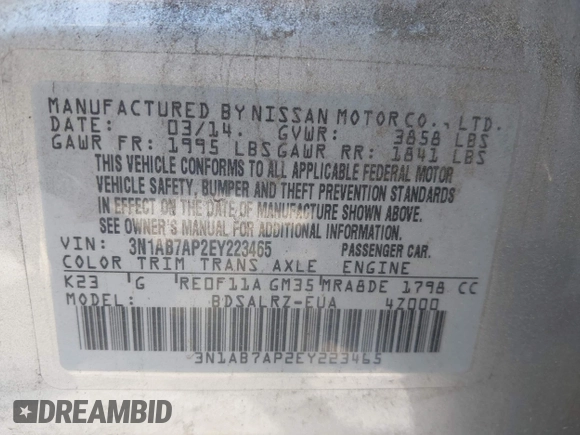 MANUFACTURED BY NISSAN MOTOR CO., LTD.
DATE: 03/14. GVWR: 3858 LBS
GAWR FR: 1995 LBS GAWR RR: 1841 LBS
THIS VEHICLE CONFORMS TO ALL APPLICABLE FEDERAL MOTOR
VEHICLE SAFETY, BUMPER AND THEFT PREVENTION STANDARDS
IN EFFECT ON THE DATE OF MANUFACTURE SHOWN ABOVE.
SEE OWNER'S MANUAL FOR ADDITIONAL INFORMATION.
VIN: 3N1AB7AP2EY223465 PASSENGER CAR.
COLOR TRIM TRANS AXLE ENGINE
K23 G RE0F11A GM35 MRA8DE 1798 CC
MODEL: BDSALRZ-EUA 47000
3N1AB7AP2EY223465
DREAMBID